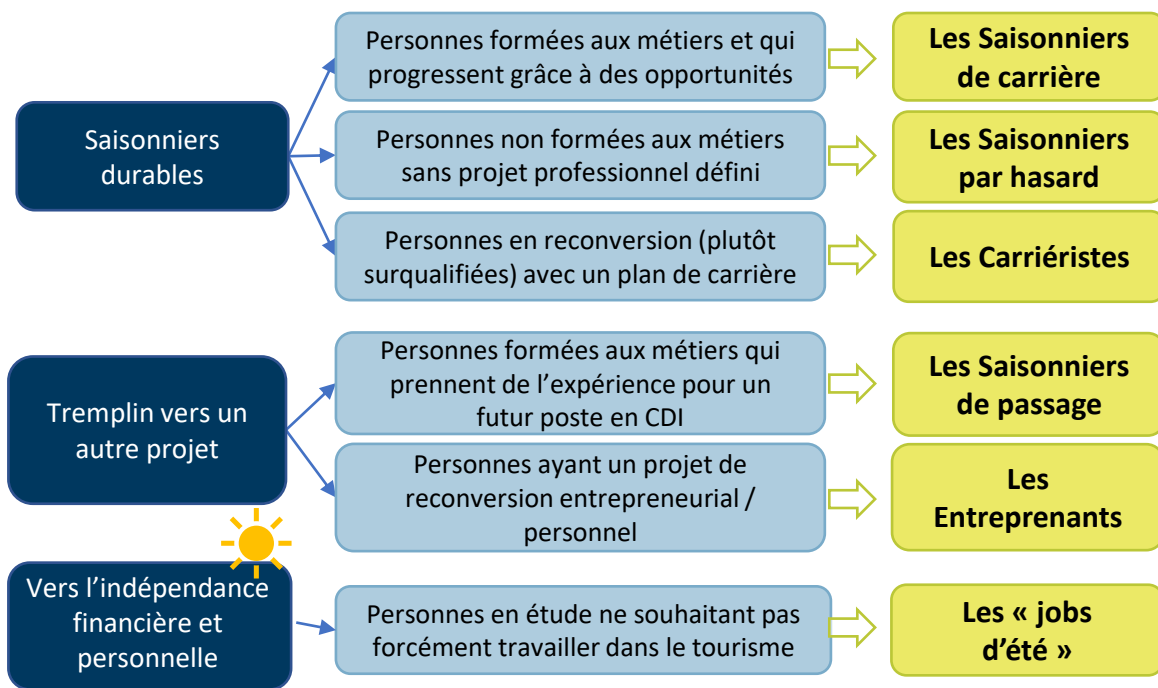 Saisonniers
durables
Personnes formées aux métiers et qui
progressent grâce à des opportunités
Les Saisonniers
de carrière
Personnes non formées aux métiers
sans projet professionnel défini
Les Saisonniers
par hasard
Personnes en reconversion (plutôt
surqualifiées) avec un plan de carrière
Les Carriéristes
Tremplin vers un
autre projet
Personnes formées aux métiers qui
prennent de l’expérience pour un
futur poste en CDI
Les Saisonniers
de passage
Personnes ayant un projet de
reconversion entrepreneurial /
personnel
Les
Entreprenants
Vers l’indépendance
financière et
personnelle
Personnes en étude ne souhaitant pas
forcément travailler dans le tourisme
Les « jobs
d’été »